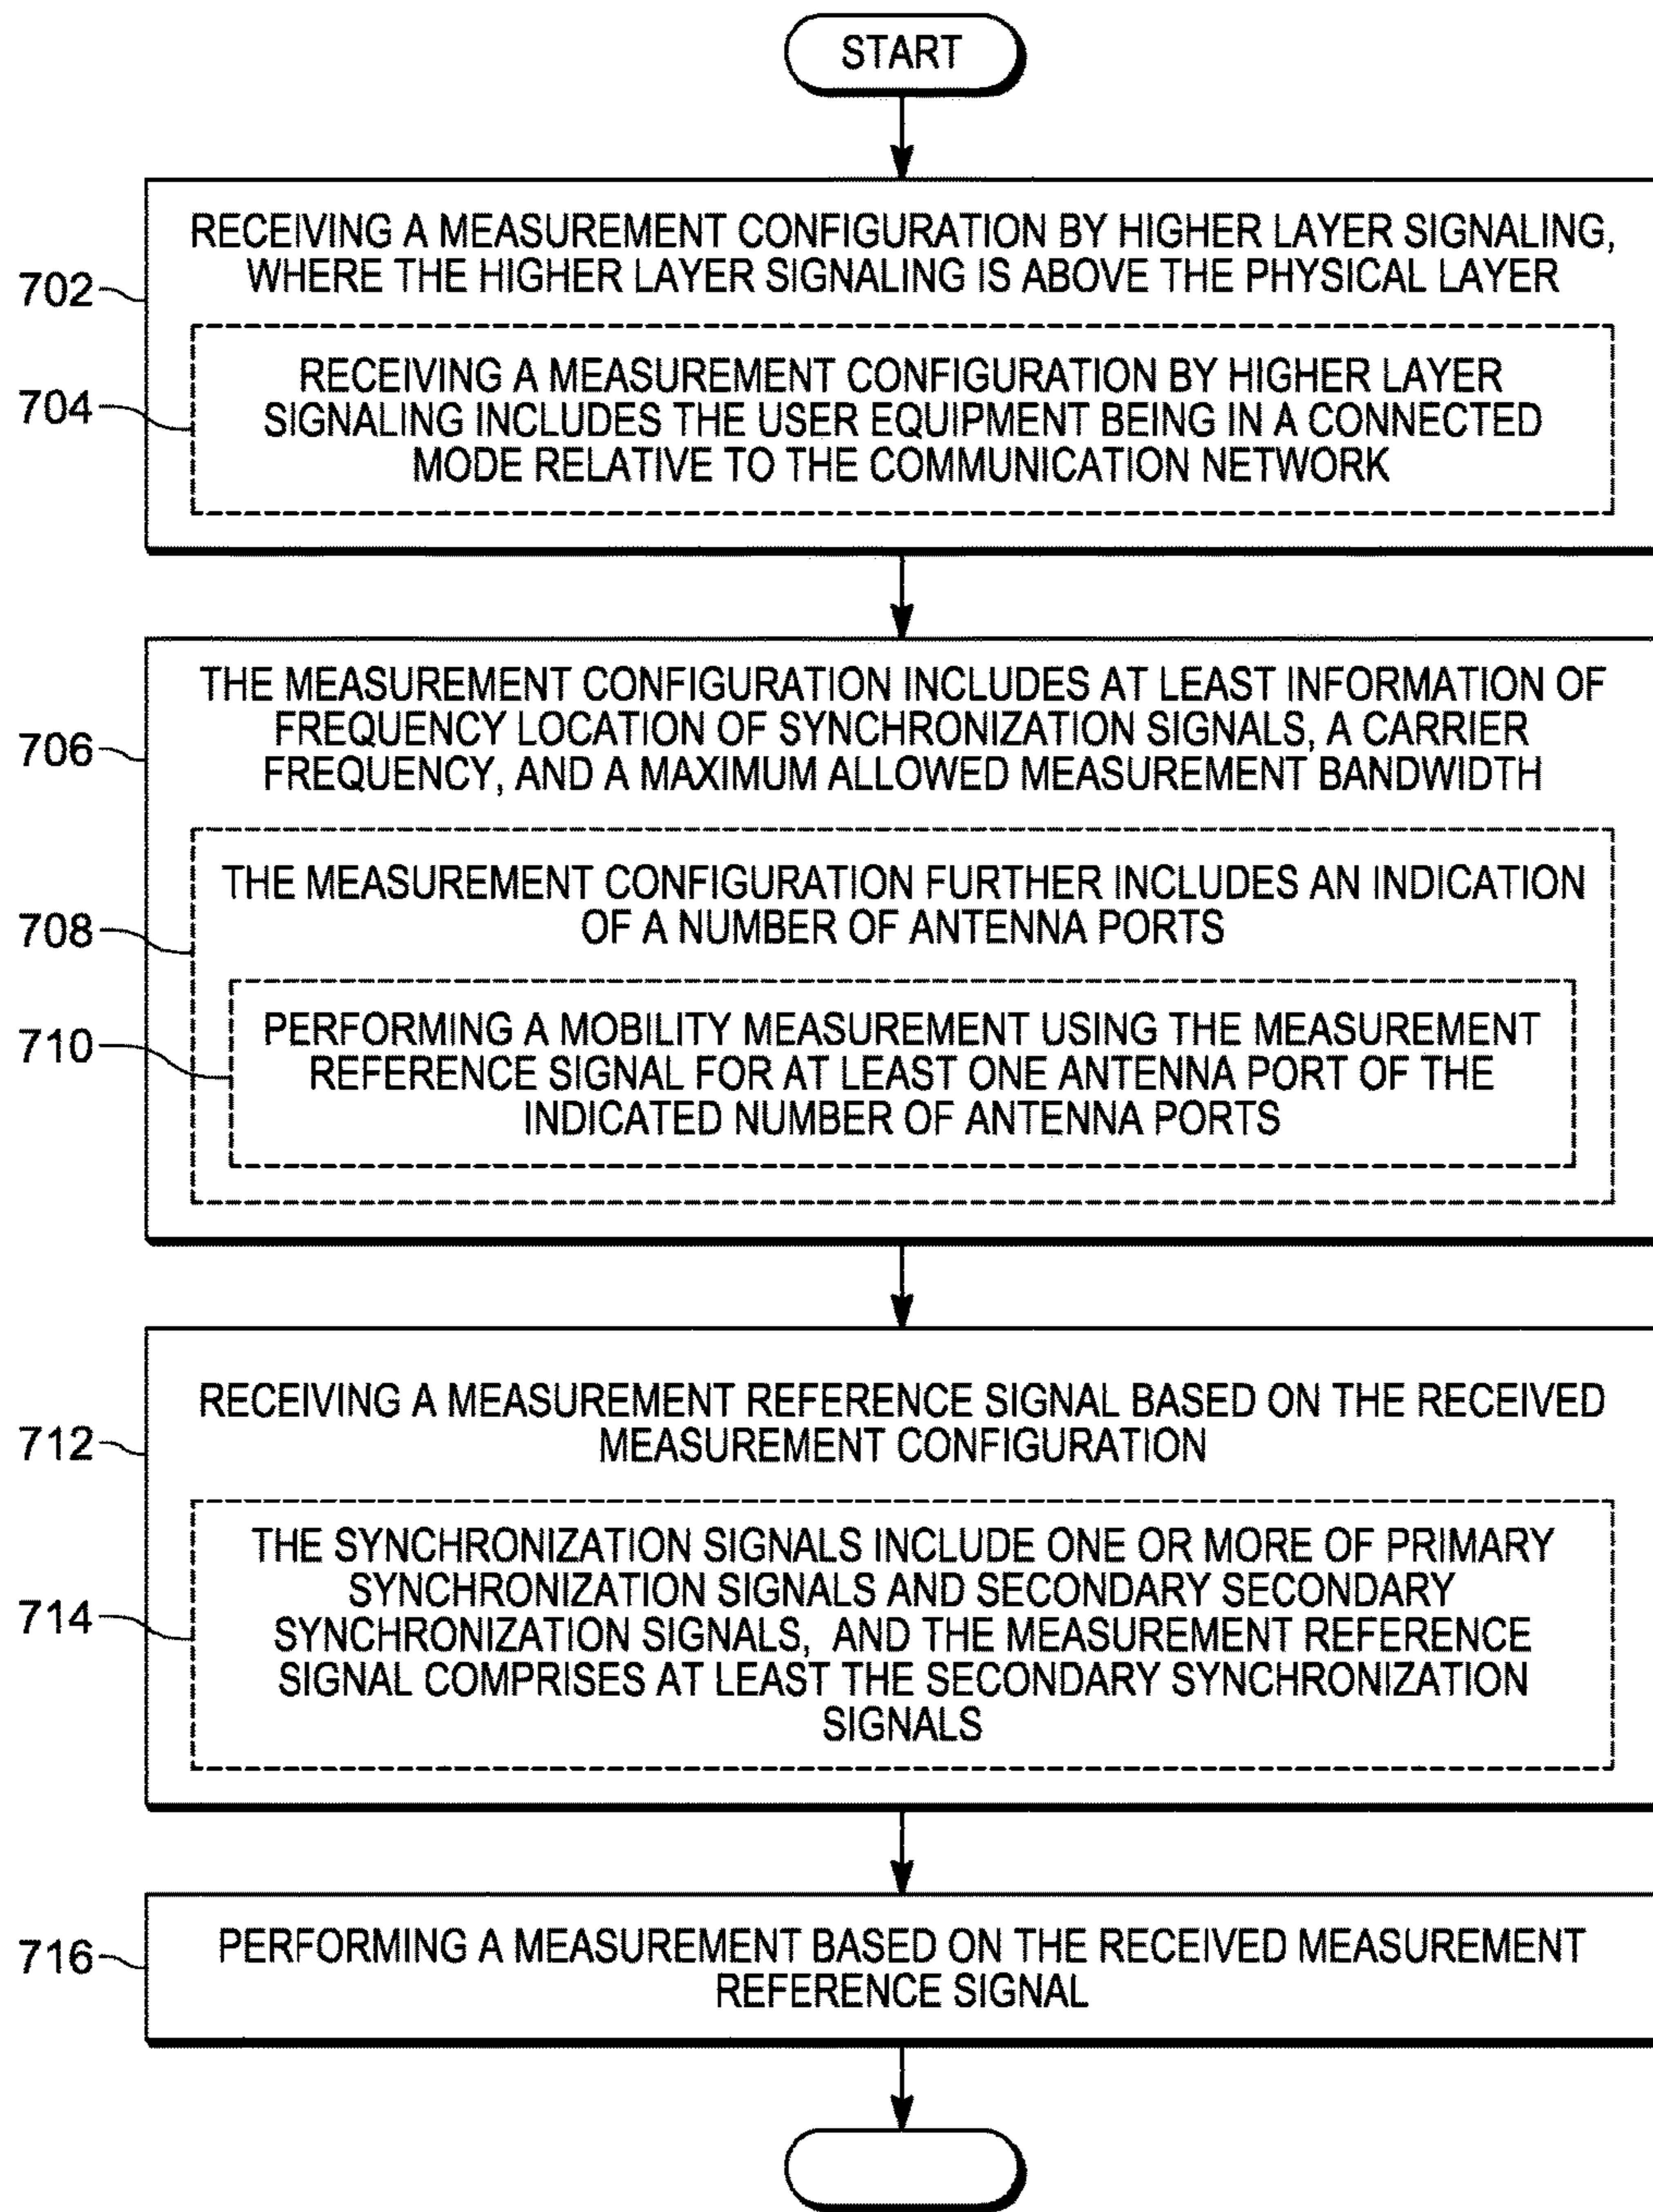 START
RECEIVING A MEASUREMENT CONFIGURATION BY HIGHER LAYER SIGNALING,
WHERE THE HIGHER LAYER SIGNALING IS ABOVE THE PHYSICAL LAYER
702
RECEIVING A MEASUREMENT CONFIGURATION BY HIGHER LAYER
SIGNALING INCLUDES THE USER EQUIPMENT BEING IN A CONNECTED
MODE RELATIVE TO THE COMMUNICATION NETWORK
704
THE MEASUREMENT CONFIGURATION INCLUDES AT LEAST INFORMATION OF
FREQUENCY LOCATION OF SYNCHRONIZATION SIGNALS, A CARRIER
FREQUENCY, AND A MAXIMUM ALLOWED MEASUREMENT BANDWIDTH
706
THE MEASUREMENT CONFIGURATION FURTHER INCLUDES AN INDICATION
OF A NUMBER OF ANTENNA PORTS
708
PERFORMING A MOBILITY MEASUREMENT USING THE MEASUREMENT
REFERENCE SIGNAL FOR AT LEAST ONE ANTENNA PORT OF THE
INDICATED NUMBER OF ANTENNA PORTS
710
RECEIVING A MEASUREMENT REFERENCE SIGNAL BASED ON THE RECEIVED
MEASUREMENT CONFIGURATION
712
THE SYNCHRONIZATION SIGNALS INCLUDE ONE OR MORE OF PRIMARY
SYNCHRONIZATION SIGNALS AND SECONDARY SECONDARY
SYNCHRONIZATION SIGNALS, AND THE MEASUREMENT REFERENCE
SIGNAL COMPRISES AT LEAST THE SECONDARY SYNCHRONIZATION
SIGNALS
714
PERFORMING A MEASUREMENT BASED ON THE RECEIVED MEASUREMENT
REFERENCE SIGNAL
716